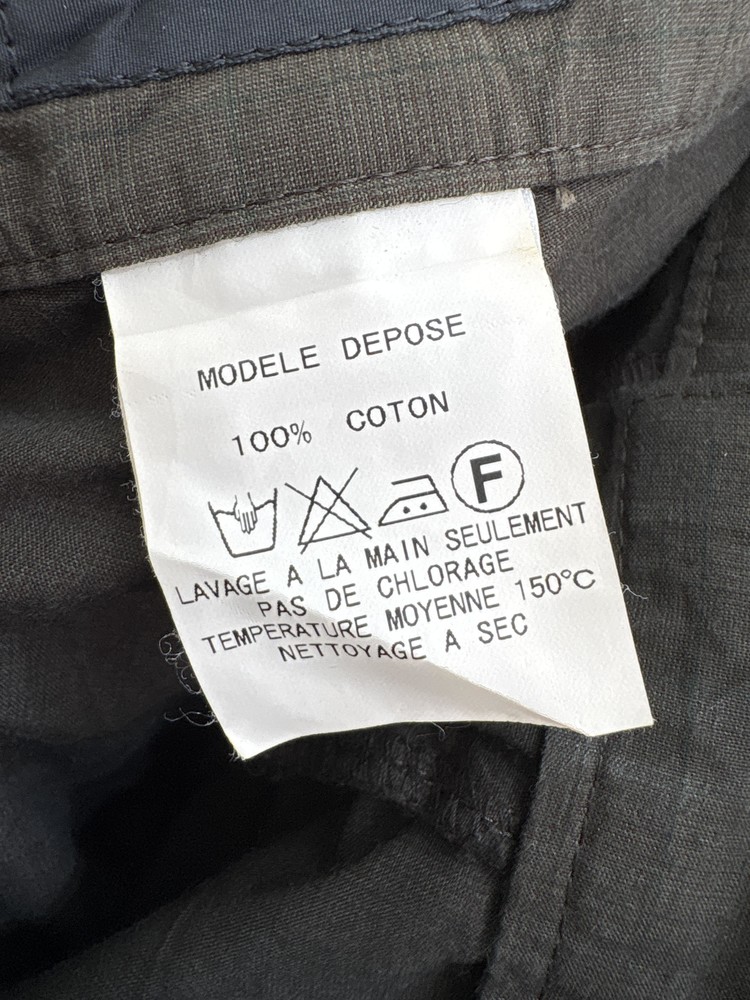 MODELE DEPOSE
100% COTON
F
LAVAGE A LA MAIN SEULEMENT
PAS DE CHLORAGE
TEMPERATURE MOYENNE 150°C
NETTOYAGE A SEC